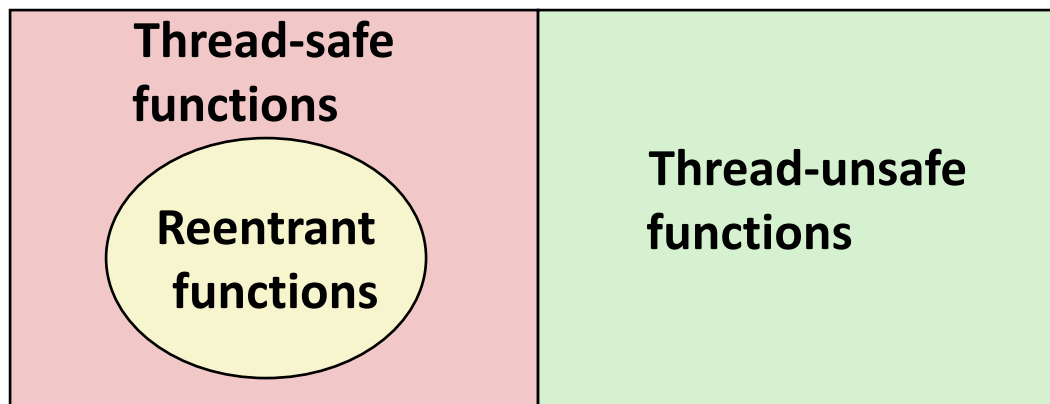 Thread-safe
functions
Reentrant
functions
Thread-unsafe
functions